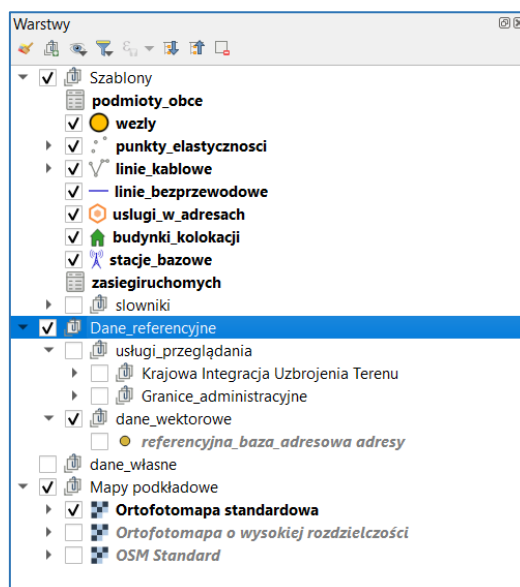 Warstwy
Szablony
podmioty_obce
wezly
punkty_elastycznosci
linie_kablowe
linie_bezprzewodowe
uslugi_w_adresach
budynki_kolokacji
stacje_bazowe
zasiegiruchomych
slowniki
Dane_referencyjne
usługi_przeglądania
Krajowa Integracja Uzbrojenia Terenu
Granice_administracyjne
dane_wektorowe
referencyjna_baza_adresowa adresy
dane_własne
Mapy podkładowe
Ortofotomapa standardowa
Ortofotomapa o wysokiej rozdzielczości
OSM Standard